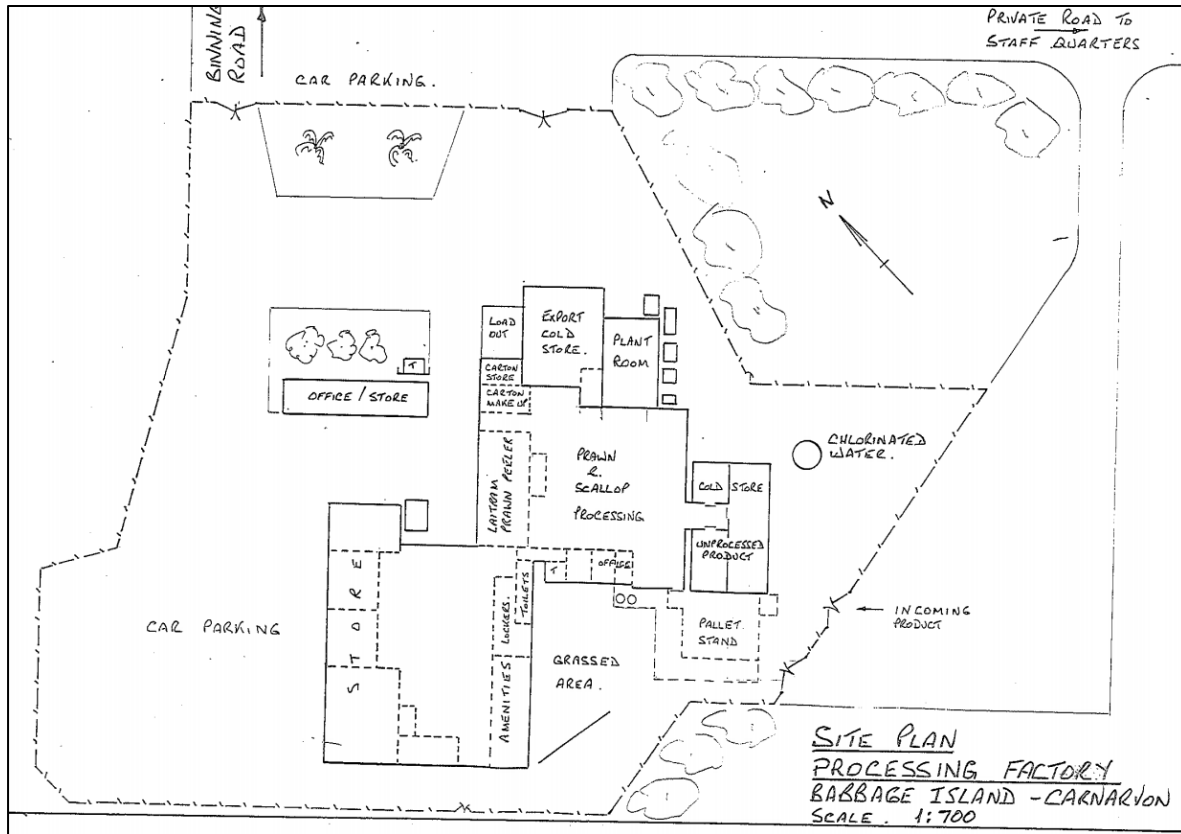 BINNING
ROAD
CAR PARKING.
PRIVATE ROAD TO
STAFF QUARTERS
N
LOAD
OUT
EXPORT
COLD
STORE.
PLANT
ROOM
T
CARTON
STORE
CARTON
MAKE UP
OFFICE / STORE
LAITRAM
PRAWN PEELER
PRAWN
&
SCALLOP
PROCESSING
CHLORINATED
WATER.
COLD STORE
UNPROCESSED
PRODUCT
T
OFFICE
TOILETS
LOCKERS.
AMENITIES
STORE
CAR PARKING
GRASSED
AREA.
PALLET
STAND
INCOMING
PRODUCT
SITE PLAN
PROCESSING FACTORY
BABBAGE ISLAND - CARNARVON
SCALE. 1:700